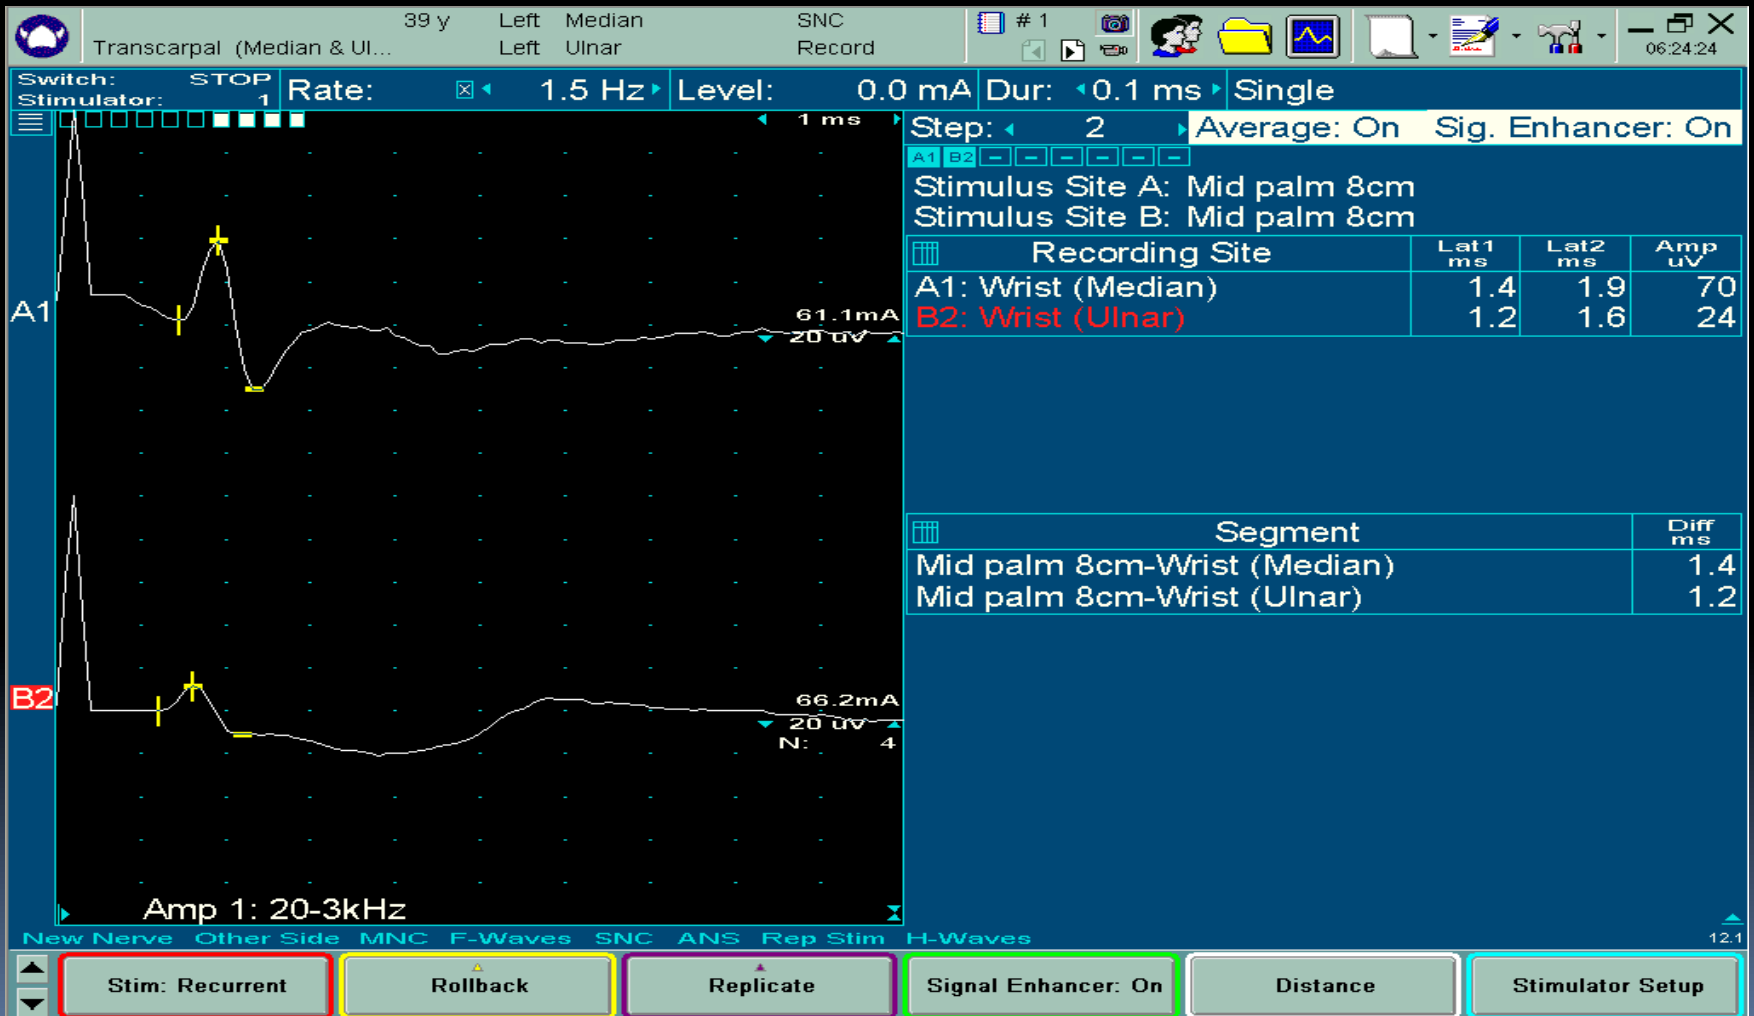 39 y Left Median SNC # 1
Transcarpal (Median & Ul... Left Ulnar Record
06:24:24
Switch: STOP
Stimulator: 1
Rate: 1.5 Hz Level: 0.0 mA Dur: 0.1 ms Single
1 ms
Step: 2 Average: On Sig. Enhancer: On
A1 B2
Stimulus Site A: Mid palm 8cm
Stimulus Site B: Mid palm 8cm
Recording Site Lat1 ms Lat2 ms Amp uV
A1: Wrist (Median) 1.4 1.9 70
B2: Wrist (Ulnar) 1.2 1.6 24
A1
61.1mA
20 uV
Segment Diff ms
Mid palm 8cm-Wrist (Median) 1.4
Mid palm 8cm-Wrist (Ulnar) 1.2
B2
66.2mA
20 uV
N: 4
Amp 1: 20-3kHz
New Nerve Other Side MNC F-Waves SNC ANS Rep Stim H-Waves
12.1
Stim: Recurrent Rollback Replicate Signal Enhancer: On Distance Stimulator Setup